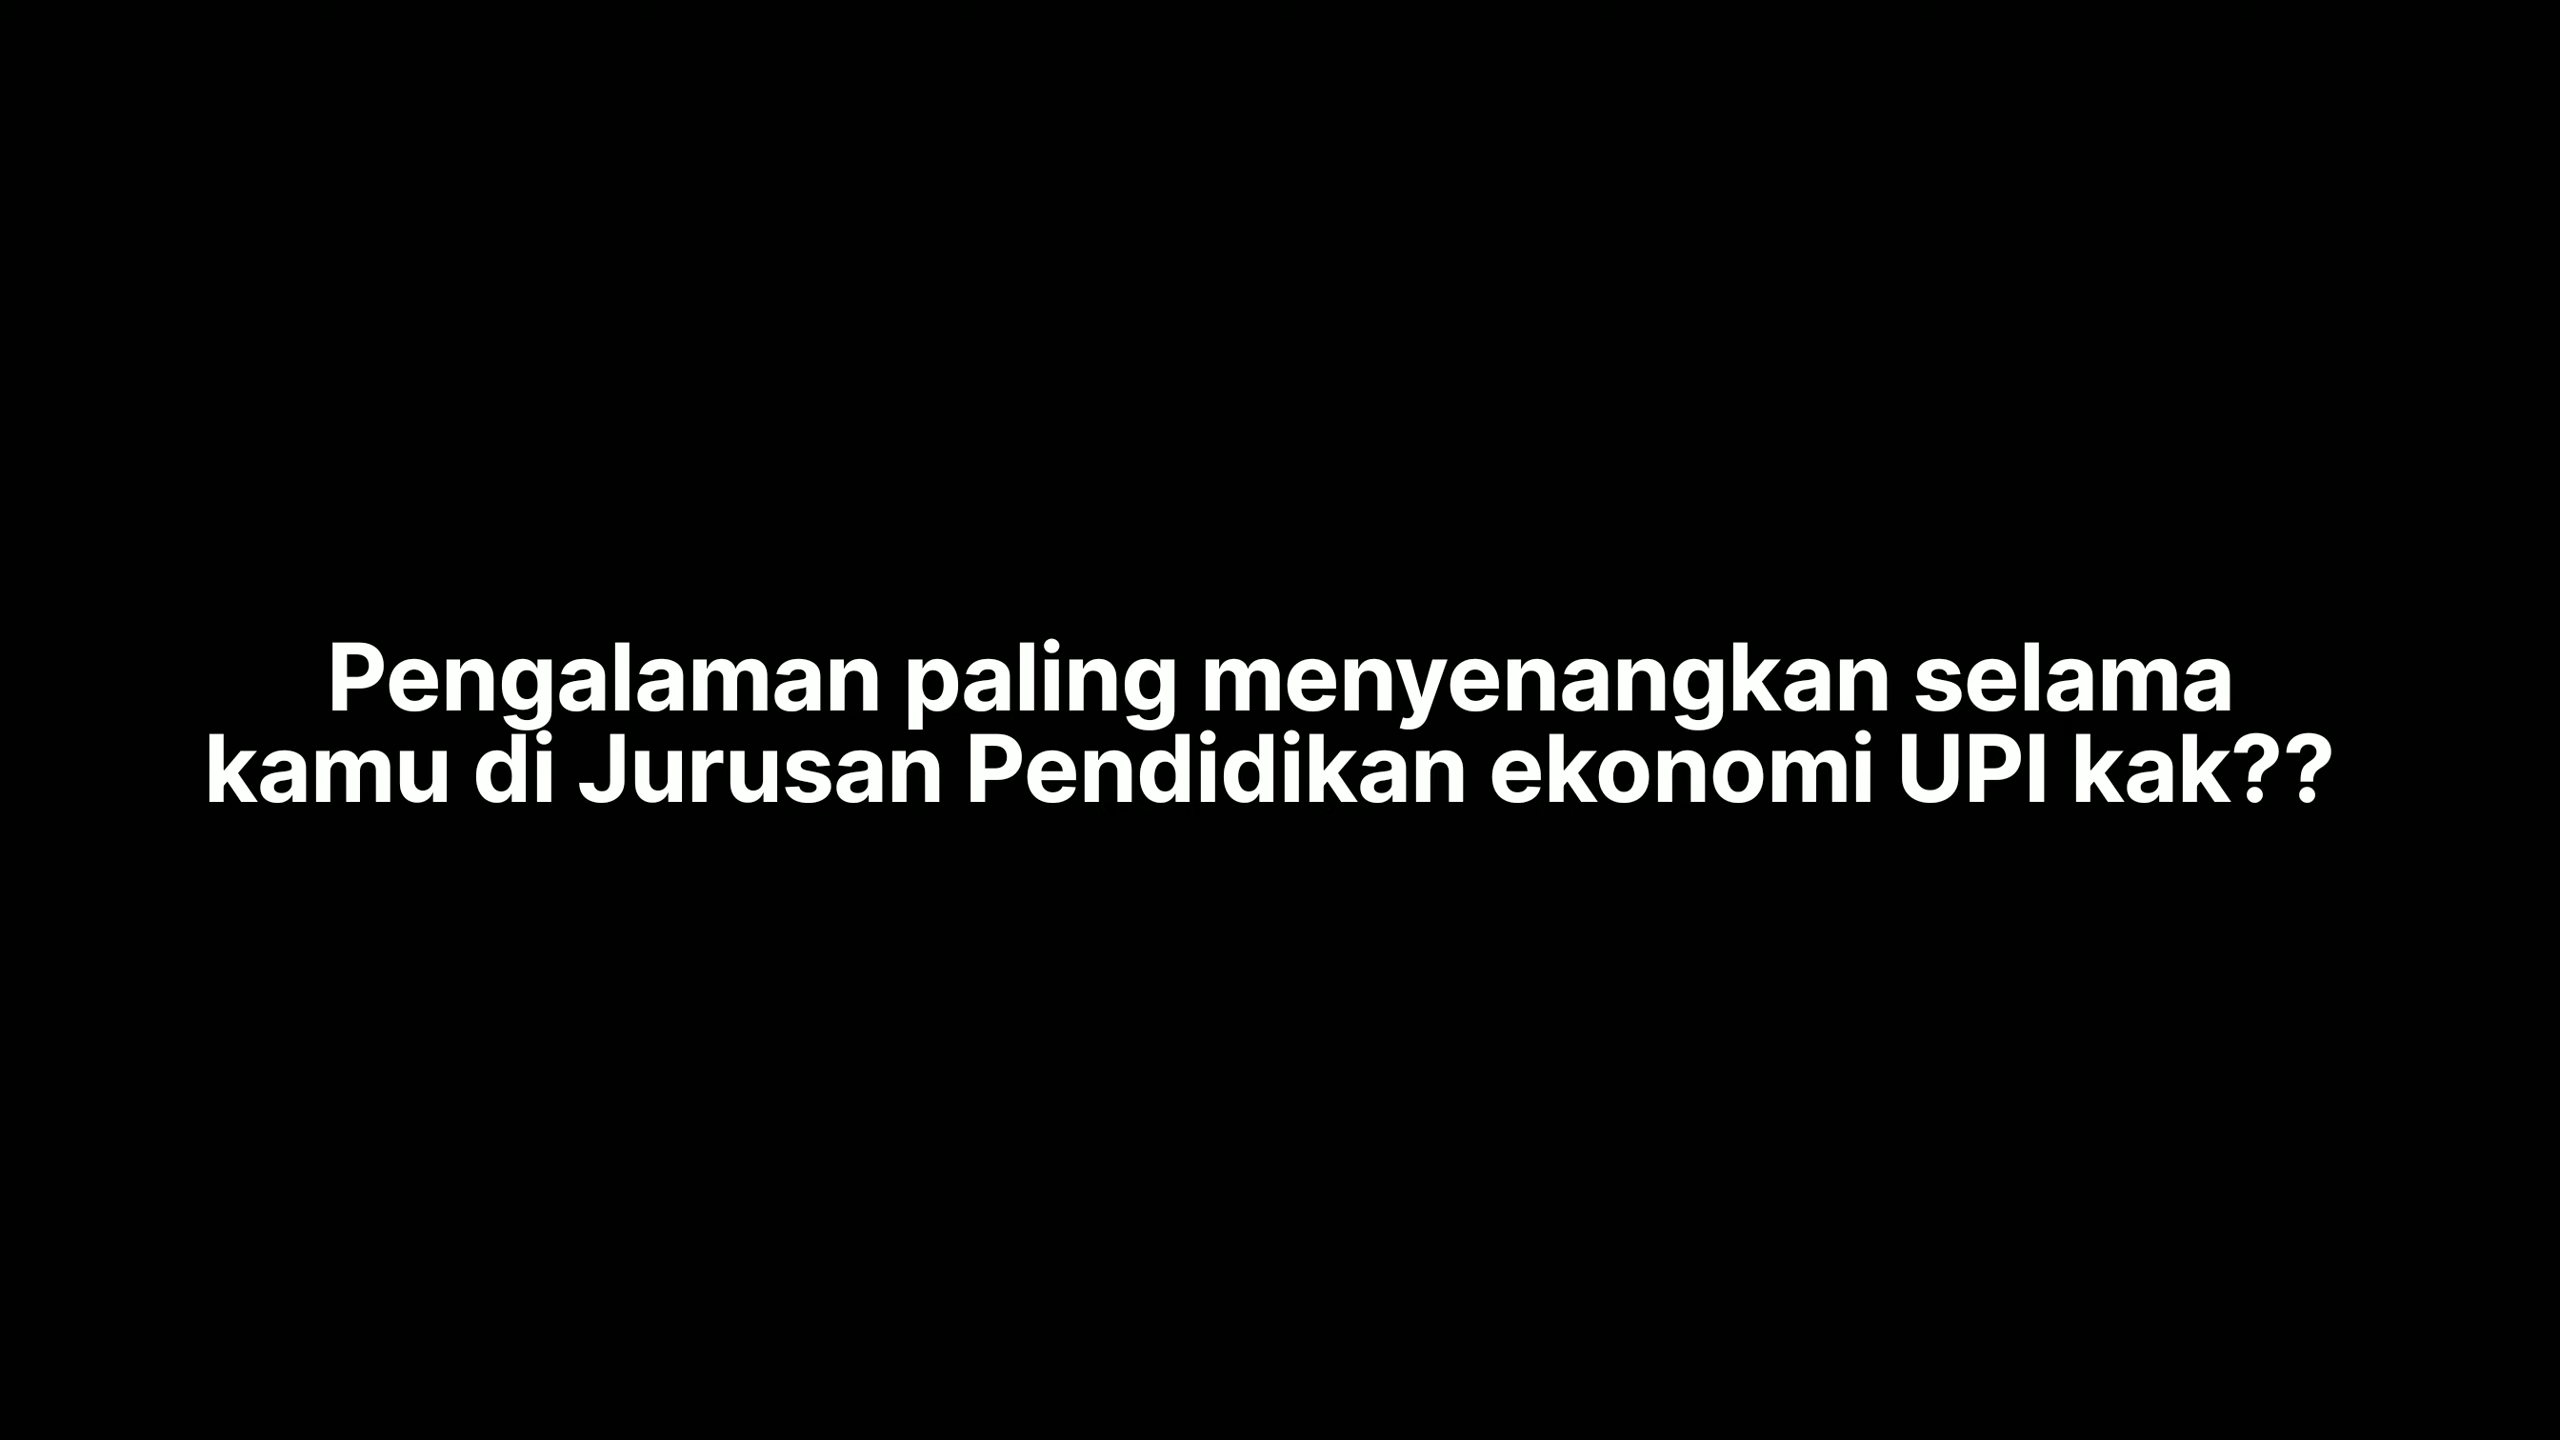 Pengalaman paling menyenangkan selama
kamu di Jurusan Pendidikan ekonomi UPI kak??